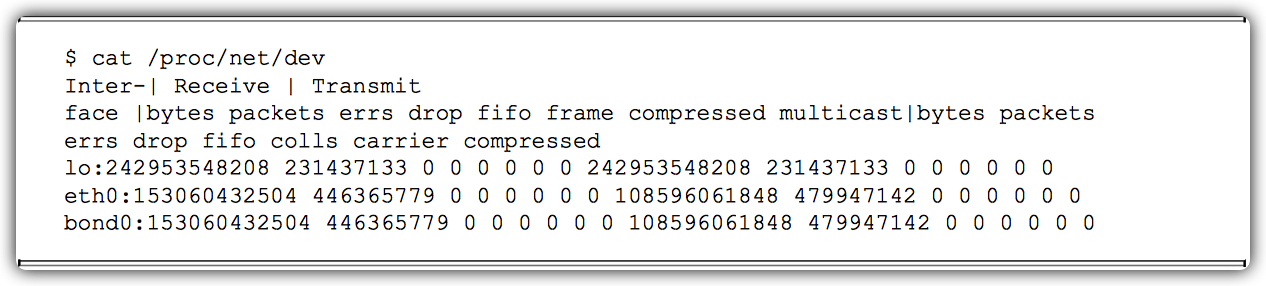 $ cat /proc/net/dev
Inter-| Receive | Transmit
face |bytes packets errs drop fifo frame compressed multicast|bytes packets
errs drop fifo colls carrier compressed
lo:242953548208 231437133 0 0 0 0 0 0 242953548208 231437133 0 0 0 0 0 0
eth0:153060432504 446365779 0 0 0 0 0 0 108596061848 479947142 0 0 0 0 0 0
bond0:153060432504 446365779 0 0 0 0 0 0 108596061848 479947142 0 0 0 0 0 0